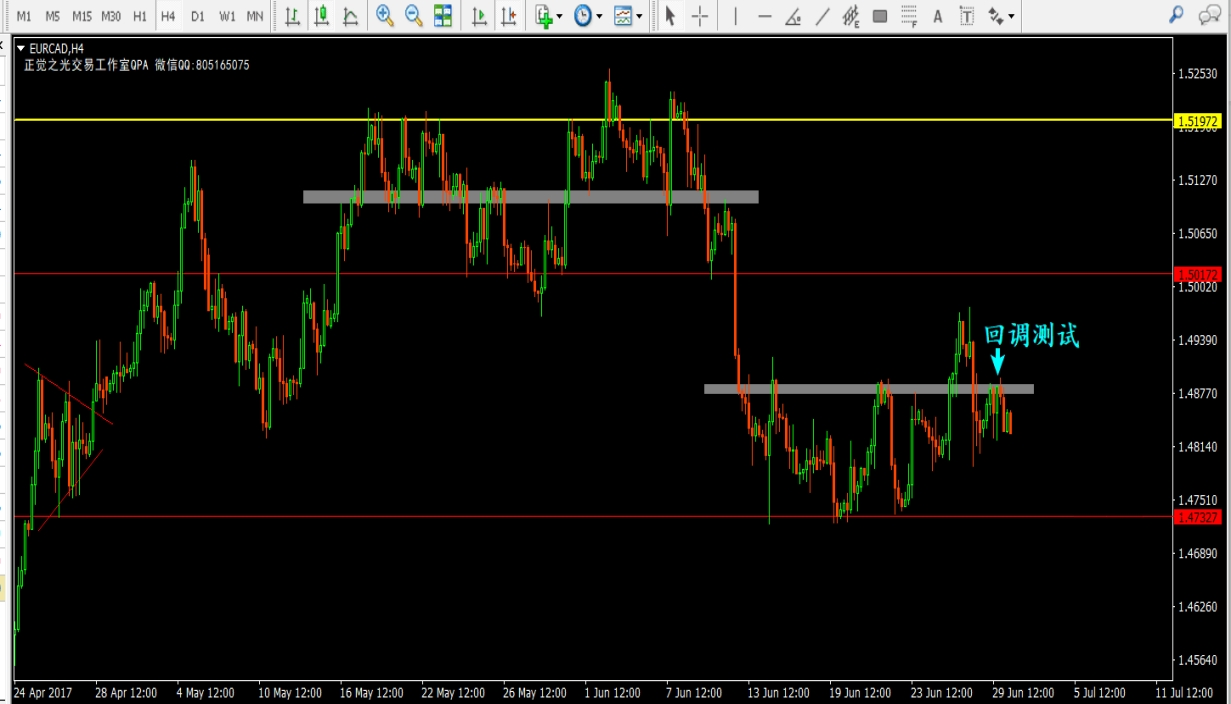 M1 M5 M15 M30 H1 H4 D1 W1 MN E F A T
EURCAD,H4
正觉之光交易工作室QPA 微信QQ:805165075
1.52530
1.51972
1.51270
1.50650
1.50172
1.50020
回调测试
1.49390
1.48770
1.48140
1.47510
1.47327
1.46890
1.46260
1.45640
24 Apr 2017 28 Apr 12:00 4 May 12:00 10 May 12:00 16 May 12:00 22 May 12:00 26 May 12:00 1 Jun 12:00 7 Jun 12:00 13 Jun 12:00 19 Jun 12:00 23 Jun 12:00 29 Jun 12:00 5 Jul 12:00 11 Jul 12:00